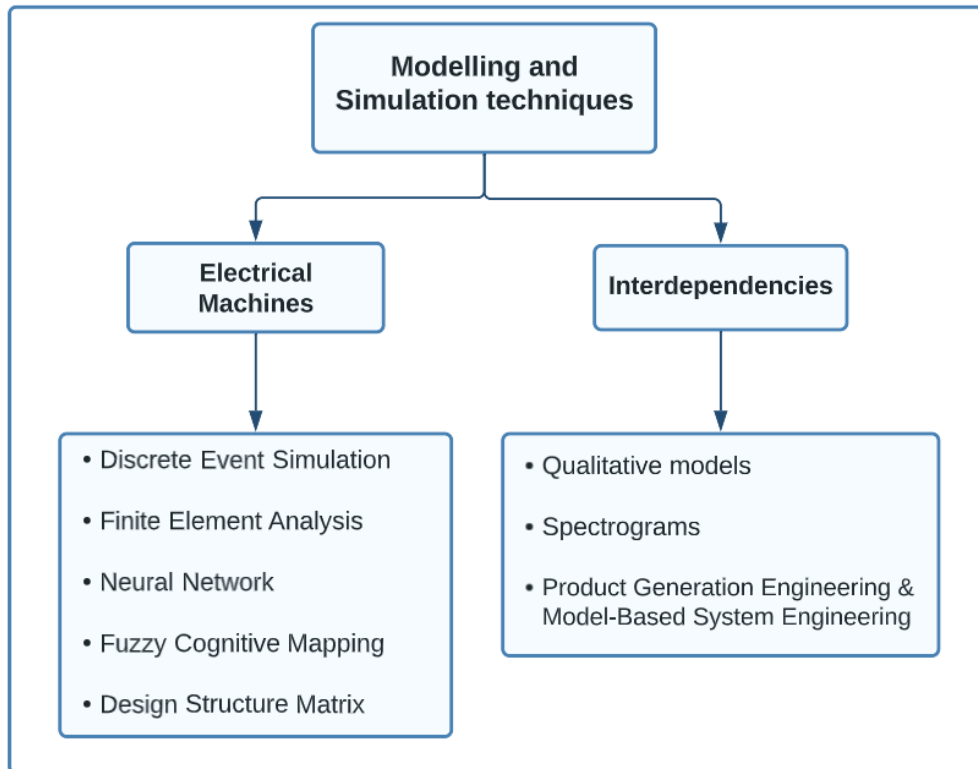 Modelling and
Simulation techniques
Electrical
Machines
Interdependencies
• Discrete Event Simulation
• Finite Element Analysis
• Neural Network
• Fuzzy Cognitive Mapping
• Design Structure Matrix
• Qualitative models
• Spectrograms
• Product Generation Engineering &
Model-Based System Engineering